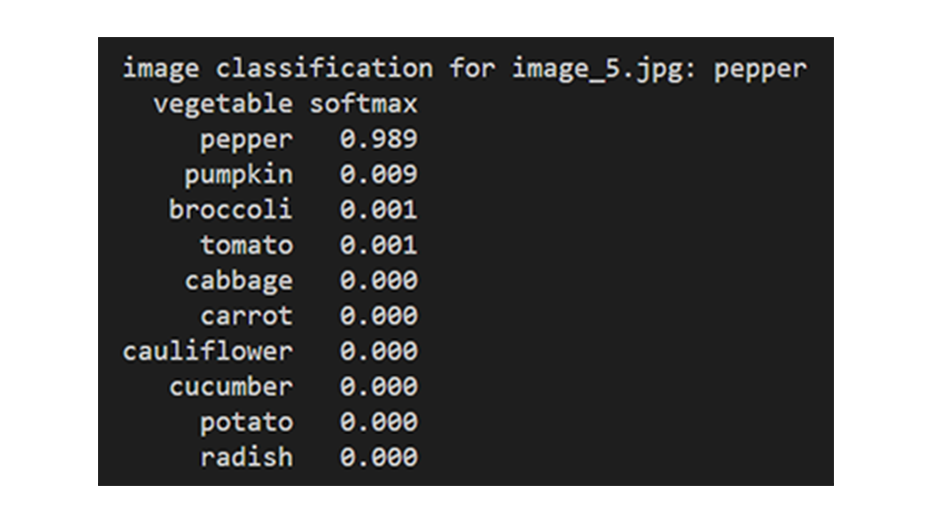 image classification for image_5.jpg: pepper
vegetable softmax
pepper 0.989
pumpkin 0.009
broccoli 0.001
tomato 0.001
cabbage 0.000
carrot 0.000
cauliflower 0.000
cucumber 0.000
potato 0.000
radish 0.000